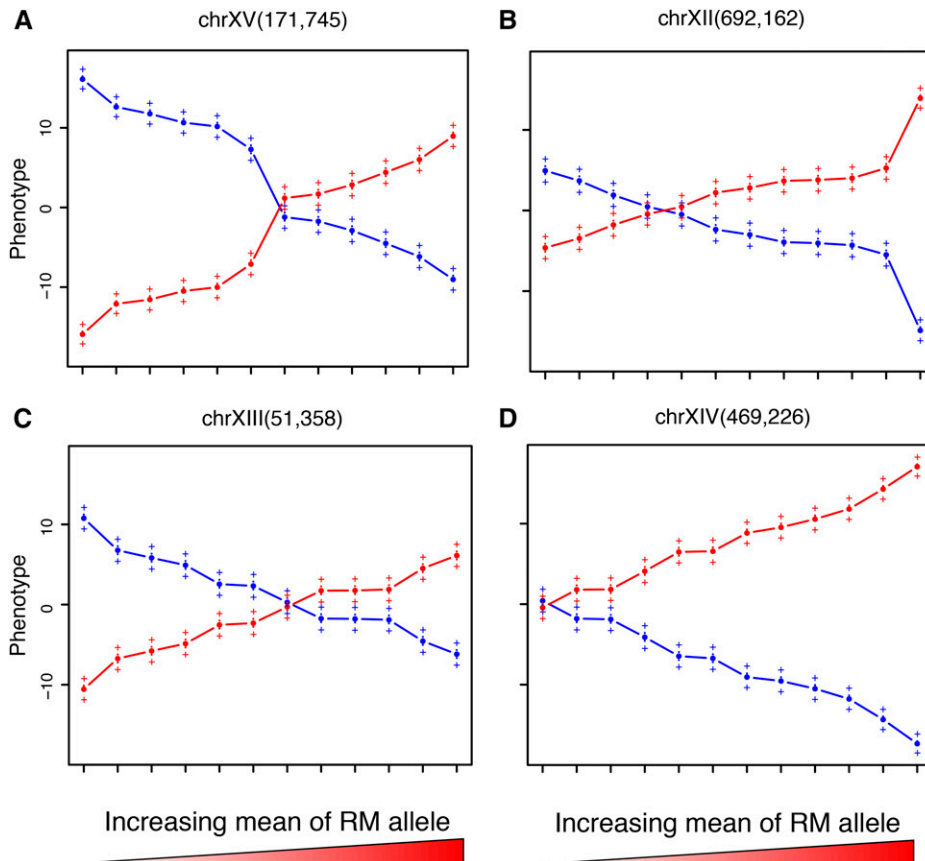 A
chrXV(171,745)
B
chrXII(692,162)
Phenotype
10
0
−10
C
chrXIII(51,358)
D
chrXIV(469,226)
Phenotype
10
0
−10
Increasing mean of RM allele
Increasing mean of RM allele